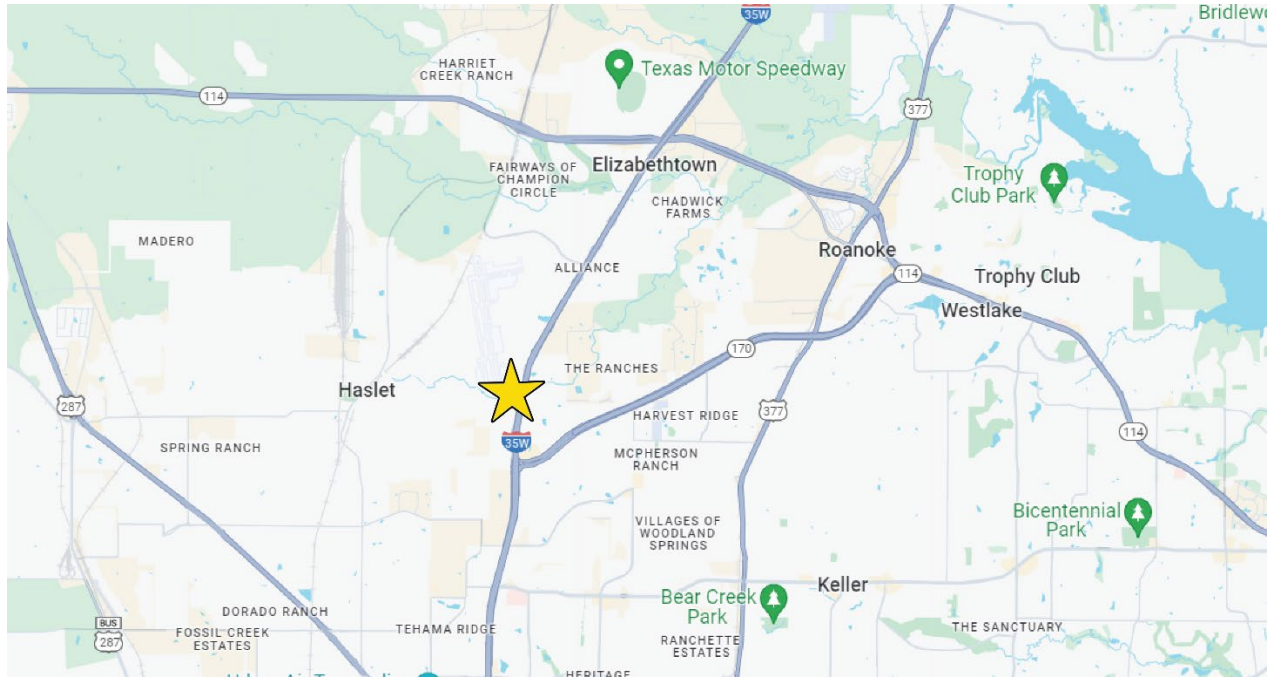 35W
Bridlewo
HARRIET
CREEK RANCH
Texas Motor Speedway
114
377
FAIRWAYS OF
CHAMPION
CIRCLE
Elizabethtown
Trophy
Club Park
CHADWICK
FARMS
MADERO
Roanoke
ALLIANCE
114
Trophy Club
Westlake
170
THE RANCHES
Haslet
287
HARVEST RIDGE
377
114
35W
SPRING RANCH
MCPHERSON
RANCH
Bicentennial
Park
VILLAGES OF
WOODLAND
SPRINGS
Keller
Bear Creek
Park
DORADO RANCH
BUS
287
FOSSIL CREEK
ESTATES
TEHAMA RIDGE
THE SANCTUARY
RANCHETTE
ESTATES
HERITAGE